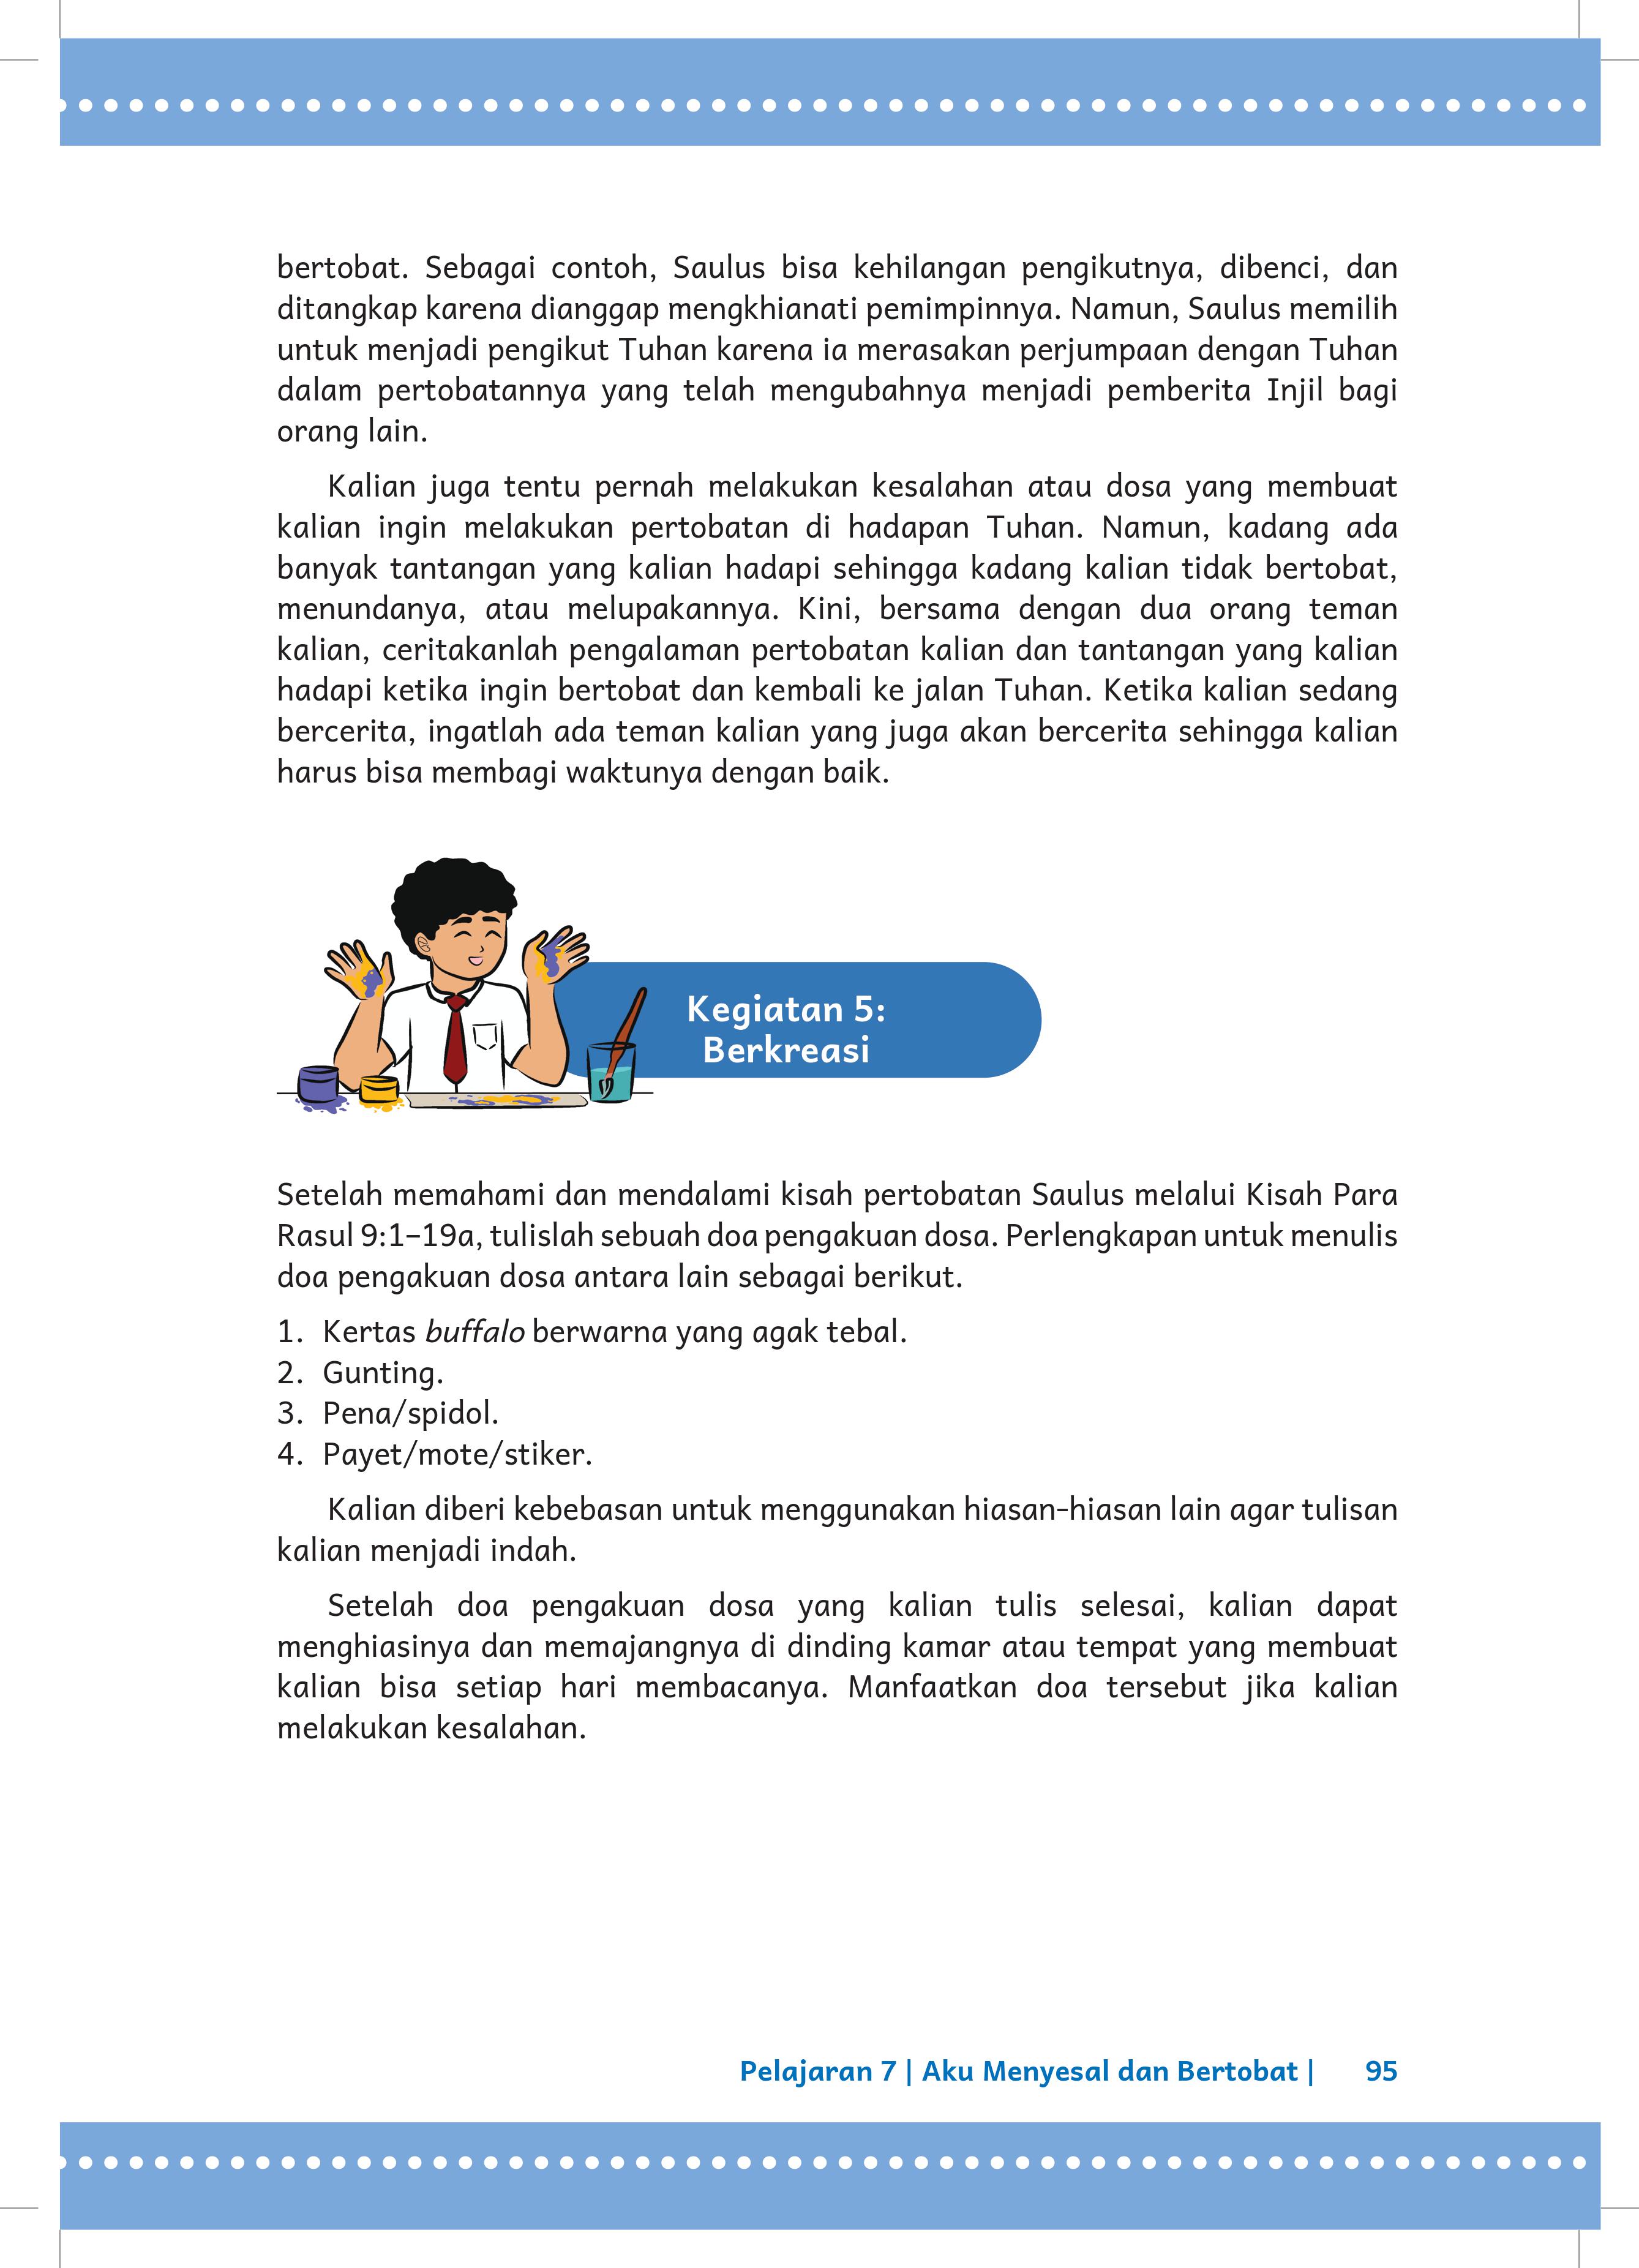 bertobat. Sebagai contoh, Saulus bisa kehilangan pengikutnya, dibenci, dan
ditangkap karena dianggap mengkhianati pemimpinnya. Namun, Saulus memilih
untuk menjadi pengikut Tuhan karena ia merasakan perjumpaan dengan Tuhan
dalam pertobatannya yang telah mengubahnya menjadi pemberita Injil bagi
orang lain.
Kalian juga tentu pernah melakukan kesalahan atau dosa yang membuat
kalian ingin melakukan pertobatan di hadapan Tuhan. Namun, kadang ada
banyak tantangan yang kalian hadapi sehingga kadang kalian tidak bertobat,
menundanya, atau melupakannya. Kini, bersama dengan dua orang teman
kalian, ceritakanlah pengalaman pertobatan kalian dan tantangan yang kalian
hadapi ketika ingin bertobat dan kembali ke jalan Tuhan. Ketika kalian sedang
bercerita, ingatlah ada teman kalian yang juga akan bercerita sehingga kalian
harus bisa membagi waktunya dengan baik.
Kegiatan 5:
Berkreasi
Setelah memahami dan mendalami kisah pertobatan Saulus melalui Kisah Para
Rasul 9:1–19a, tulislah sebuah doa pengakuan dosa. Perlengkapan untuk menulis
doa pengakuan dosa antara lain sebagai berikut.
1. Kertas buffalo berwarna yang agak tebal.
2. Gunting.
3. Pena/spidol.
4. Payet/mote/stiker.
Kalian diberi kebebasan untuk menggunakan hiasan-hiasan lain agar tulisan
kalian menjadi indah.
Setelah doa pengakuan dosa yang kalian tulis selesai, kalian dapat
menghiasinya dan memajangnya di dinding kamar atau tempat yang membuat
kalian bisa setiap hari membacanya. Manfaatkan doa tersebut jika kalian
melakukan kesalahan.
Pelajaran 7 | Aku Menyesal dan Bertobat | 95